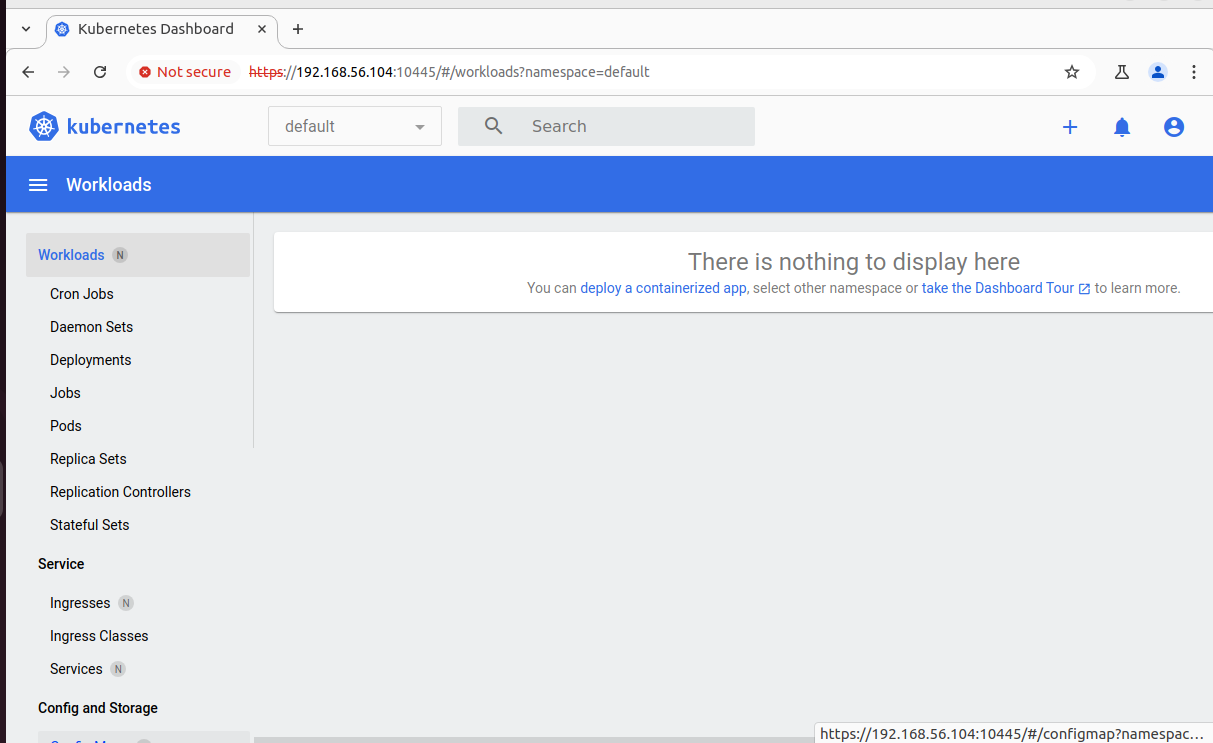 Kubernetes Dashboard
Not secure https://192.168.56.104:10445/#/workloads?namespace=default
kubernetes default Search
Workloads
Workloads N
Cron Jobs
Daemon Sets
Deployments
Jobs
Pods
Replica Sets
Replication Controllers
Stateful Sets
Service
Ingresses N
Ingress Classes
Services N
Config and Storage
There is nothing to display here
You can deploy a containerized app, select other namespace or take the Dashboard Tour to learn more.
https://192.168.56.104:10445/#/configmap?namespac...